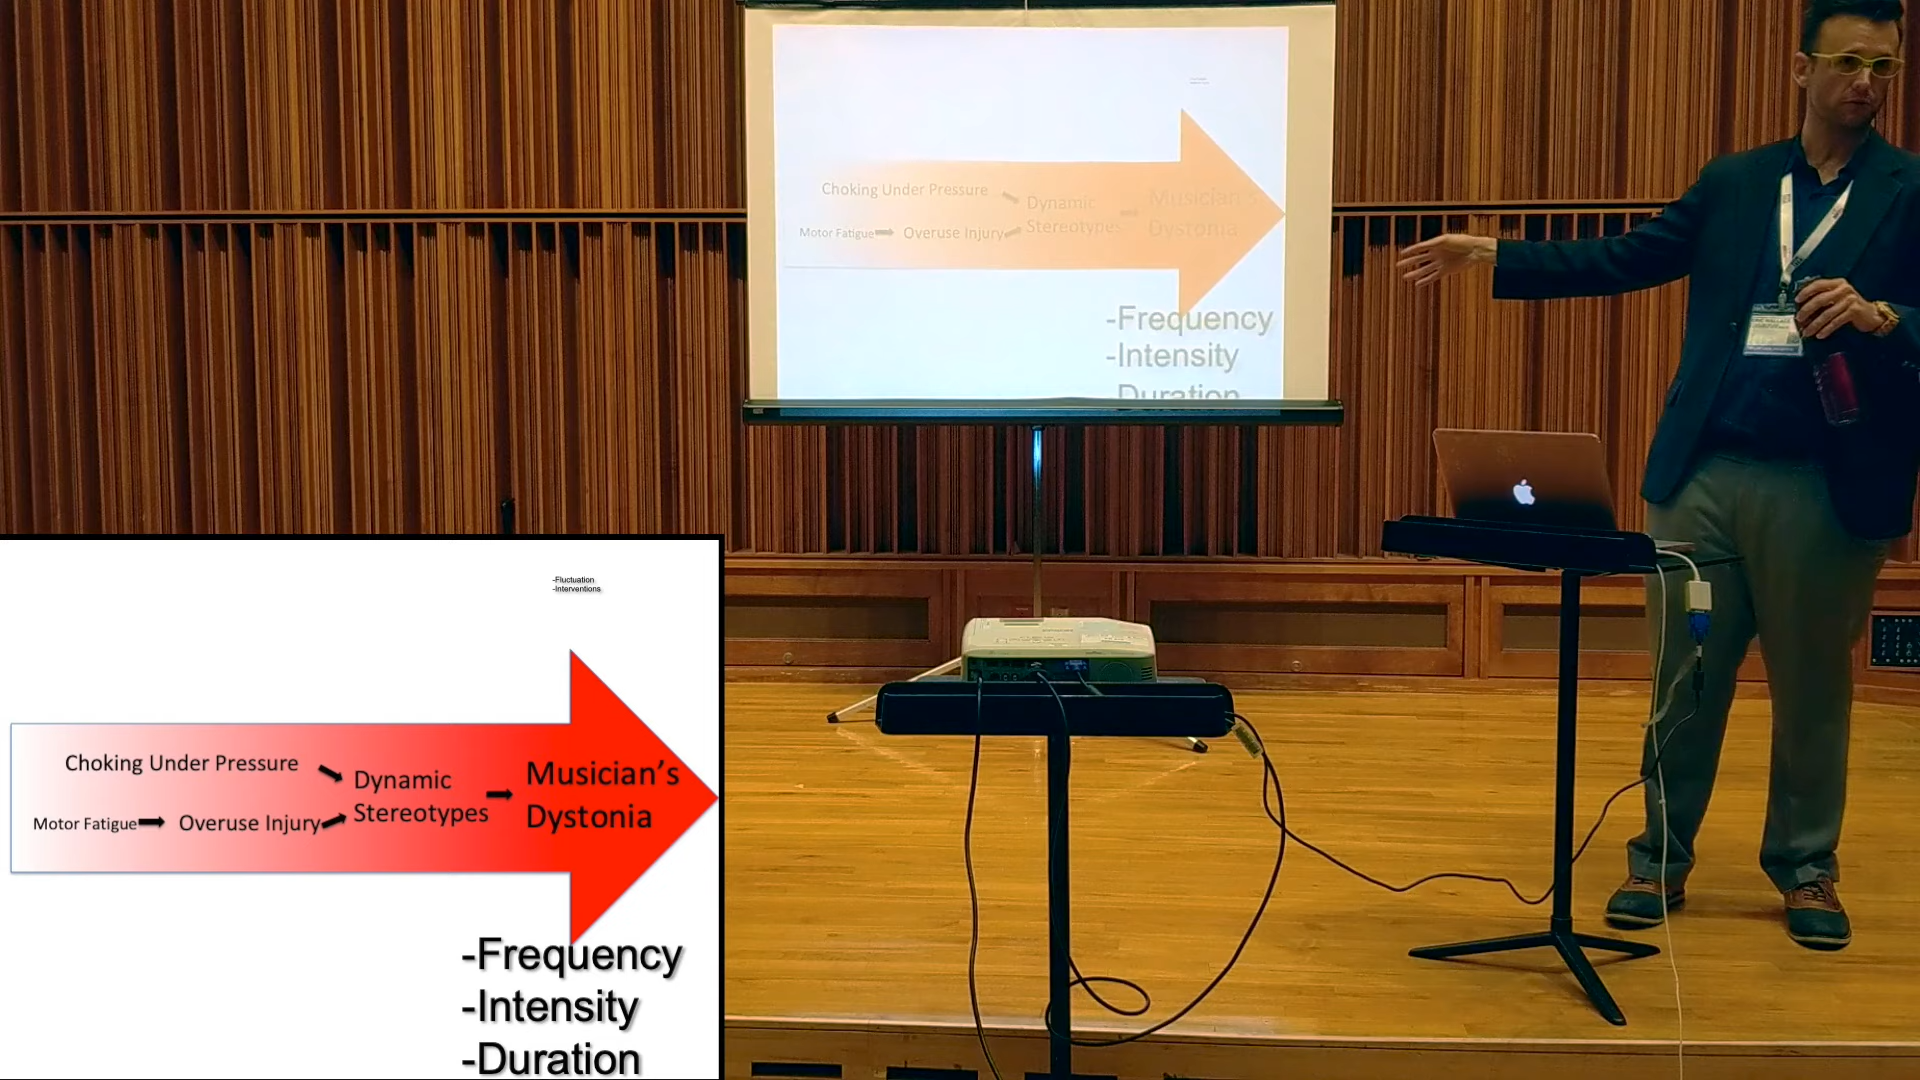 Choking Under Pressure
Dynamic
Stereotypes
Musician's
Dystonia
Motor Fatigue
Overuse Injury
-Frequency
-Intensity
-Duration
-Fluctuation
-Interventions
Choking Under Pressure
Dynamic
Stereotypes
Musician's
Dystonia
Motor Fatigue
Overuse Injury
-Frequency
-Intensity
-Duration